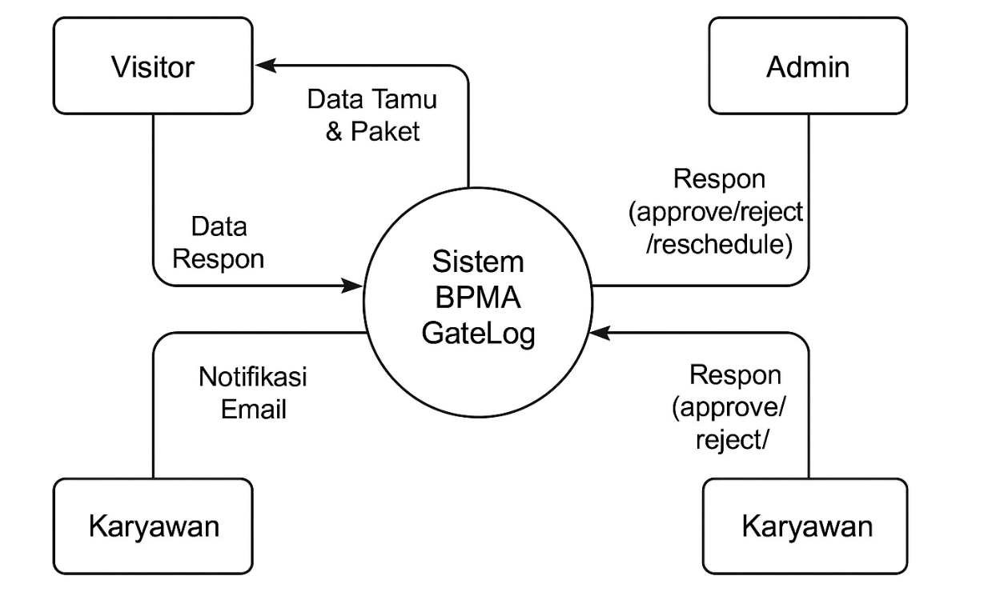 Visitor
Admin
Data Tamu
& Paket
Respon
(approve/reject
/reschedule)
Data
Respon
Sistem
BPMA
GateLog
Notifikasi
Email
Respon
(approve/
reject/
Karyawan
Karyawan